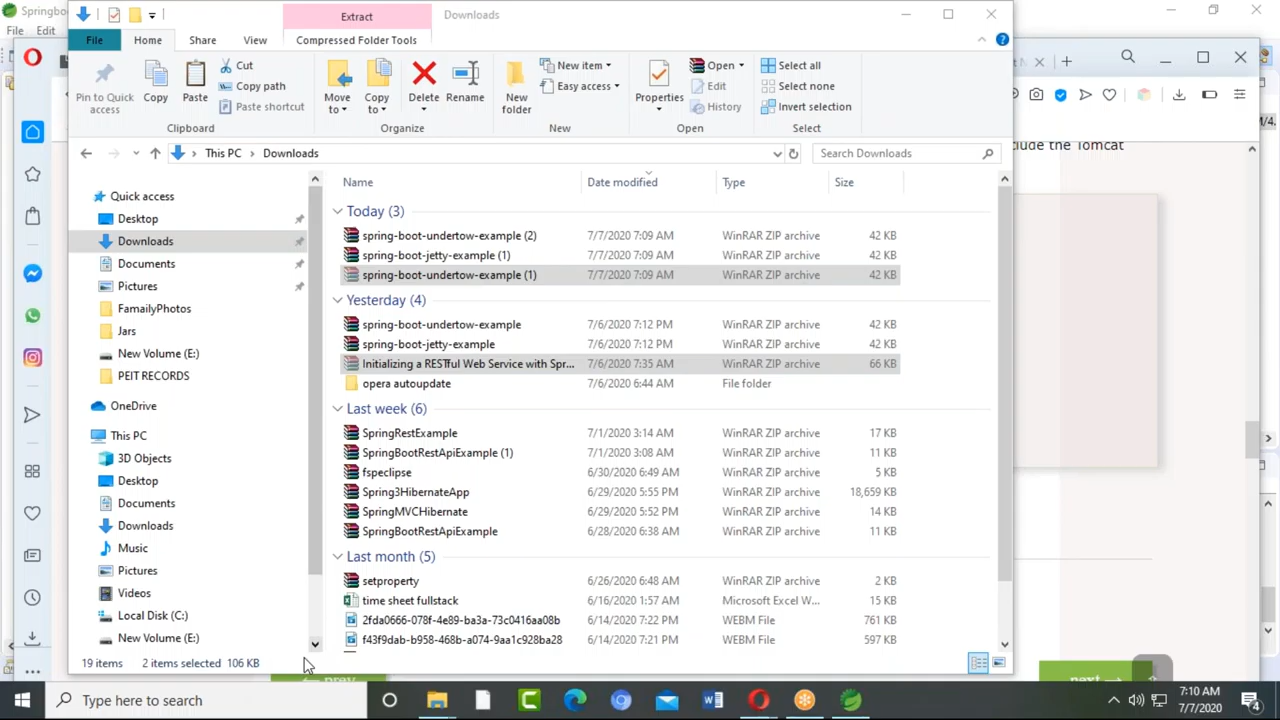 Springboo
Extract
Downloads
File
Edit
File
Home
Share
View
Compressed Folder Tools
Pin to Quick access
Copy
Paste
Cut
Copy path
Paste shortcut
Move to
Copy to
Delete
Rename
New folder
New item
Easy access
Properties
Open
Edit
History
Select all
Select none
Invert selection
Clipboard
Organize
New
Open
Select
This PC
Downloads
Search Downloads
clude the Tomcat
Name
Date modified
Type
Size
Quick access
Desktop
Downloads
Documents
Pictures
FamailyPhotos
Jars
New Volume (E:)
PEIT RECORDS
OneDrive
This PC
3D Objects
Desktop
Documents
Downloads
Music
Pictures
Videos
Local Disk (C:)
New Volume (E:)
Today (3)
spring-boot-undertow-example (2) 7/7/2020 7:09 AM WinRAR ZIP archive 42 KB
spring-boot-jetty-example (1) 7/7/2020 7:09 AM WinRAR ZIP archive 42 KB
spring-boot-undertow-example (1) 7/7/2020 7:09 AM WinRAR ZIP archive 42 KB
Yesterday (4)
spring-boot-undertow-example 7/6/2020 7:12 PM WinRAR ZIP archive 42 KB
spring-boot-jetty-example 7/6/2020 7:12 PM WinRAR ZIP archive 42 KB
Initializing a RESTful Web Service with Spr... 7/6/2020 7:35 AM WinRAR ZIP archive 66 KB
opera autoupdate 7/6/2020 6:44 AM File folder
Last week (6)
SpringRestExample 7/1/2020 3:14 AM WinRAR ZIP archive 17 KB
SpringBootRestApiExample (1) 7/1/2020 3:08 AM WinRAR ZIP archive 11 KB
fspeclipse 6/30/2020 6:49 AM WinRAR ZIP archive 5 KB
Spring3HibernateApp 6/29/2020 5:55 PM WinRAR ZIP archive 18,659 KB
SpringMVCHibernate 6/29/2020 5:52 PM WinRAR ZIP archive 14 KB
SpringBootRestApiExample 6/28/2020 6:38 AM WinRAR ZIP archive 11 KB
Last month (5)
setproperty 6/26/2020 6:48 AM WinRAR ZIP archive 2 KB
time sheet fullstack 6/16/2020 1:57 AM Microsoft Excel W... 15 KB
2fda0666-078f-4e89-ba3a-73c0416aa08b 6/14/2020 7:22 PM WEBM File 761 KB
f43f9dab-b958-468b-a074-9aa1c928ba28 6/14/2020 7:21 PM WEBM File 597 KB
19 items 2 items selected 106 KB
← prev
next →
Type here to search
7:10 AM
7/7/2020
4